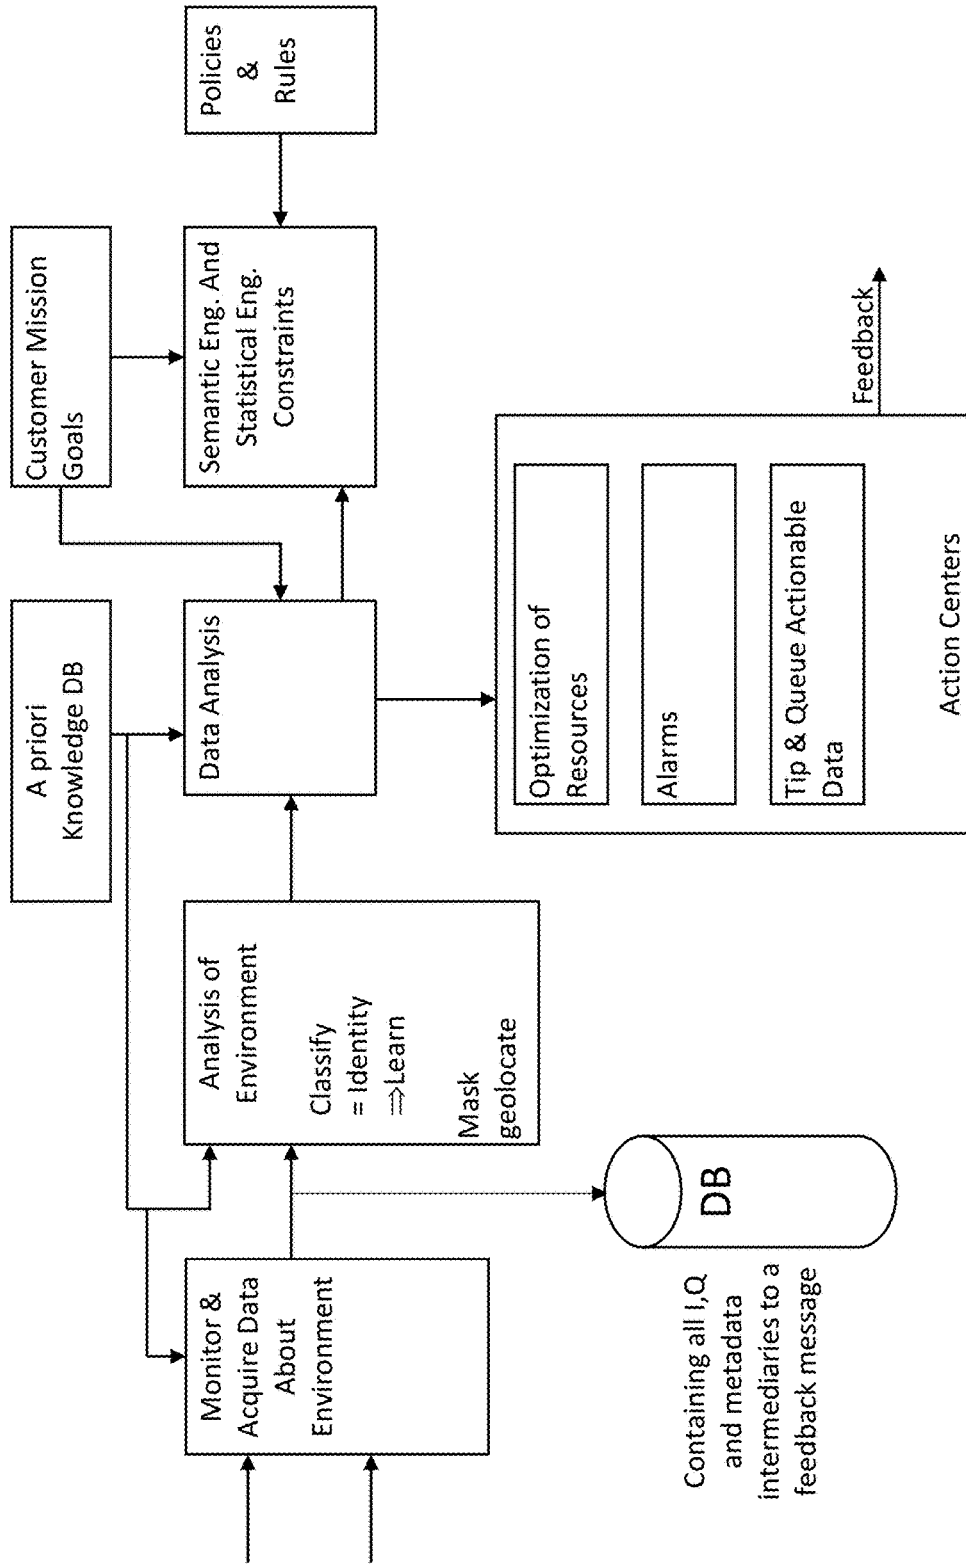 A priori
Knowledge DB
Customer Mission
Goals
Monitor &
Acquire Data
About
Environment
Analysis of
Environment
Classify
= Identity
⇒Learn
Mask
geolocate
Data Analysis
Semantic Eng. And
Statistical Eng.
Constraints
Policies
&
Rules
DB
Containing all I,Q
and metadata
intermediaries to a
feedback message
Optimization of
Resources
Alarms
Tip & Queue Actionable
Data
Action Centers
Feedback